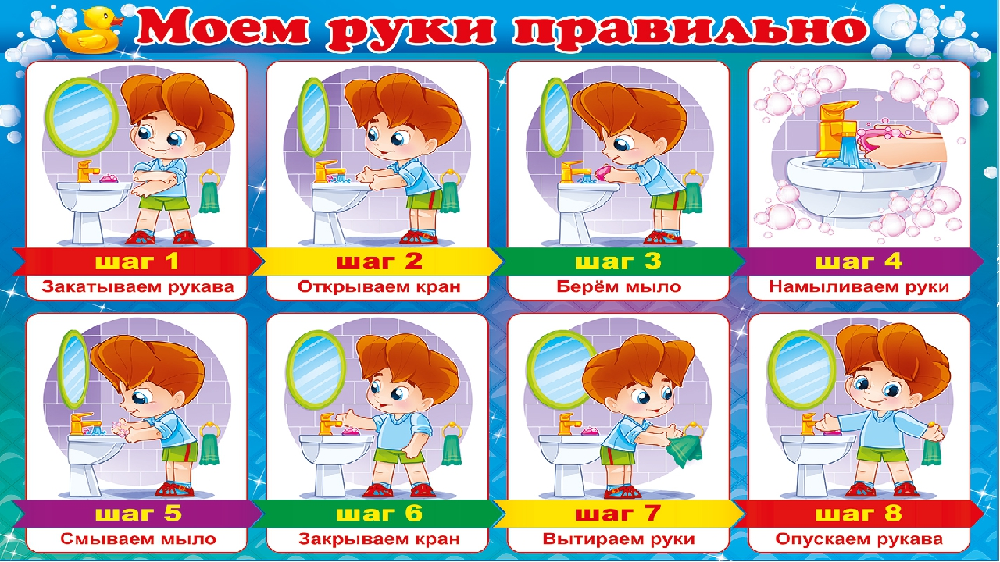 Моем руки правильно
шаг 1
шаг 2
шаг 3
шаг 4
Закатываем рукава
Открываем кран
Берём мыло
Намыливаем руки
шаг 5
шаг 6
шаг 7
шаг 8
Смываем мыло
Закрываем кран
Вытираем руки
Опускаем рукава